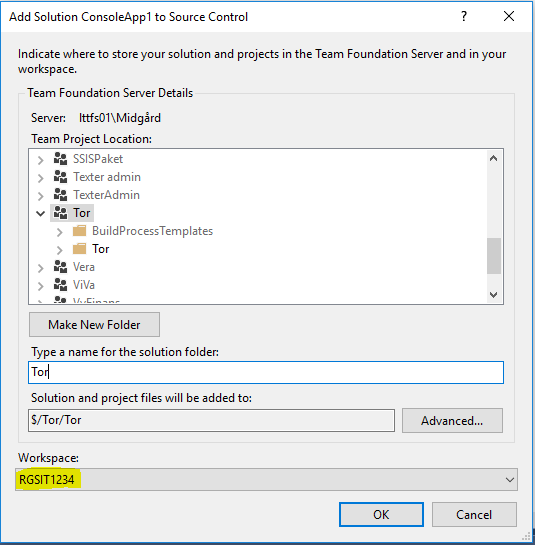 Add Solution ConsoleApp1 to Source Control
Indicate where to store your solution and projects in the Team Foundation Server and in your
workspace.
Team Foundation Server Details
Server: lttfs01\Midgård
Team Project Location:
SSISPaket
Texter admin
TexterAdmin
Tor
BuildProcessTemplates
Tor
Vera
ViVa
Make New Folder
Type a name for the solution folder:
Tor
Solution and project files will be added to:
$/Tor/Tor
Advanced...
Workspace:
RGSIT1234
OK Cancel